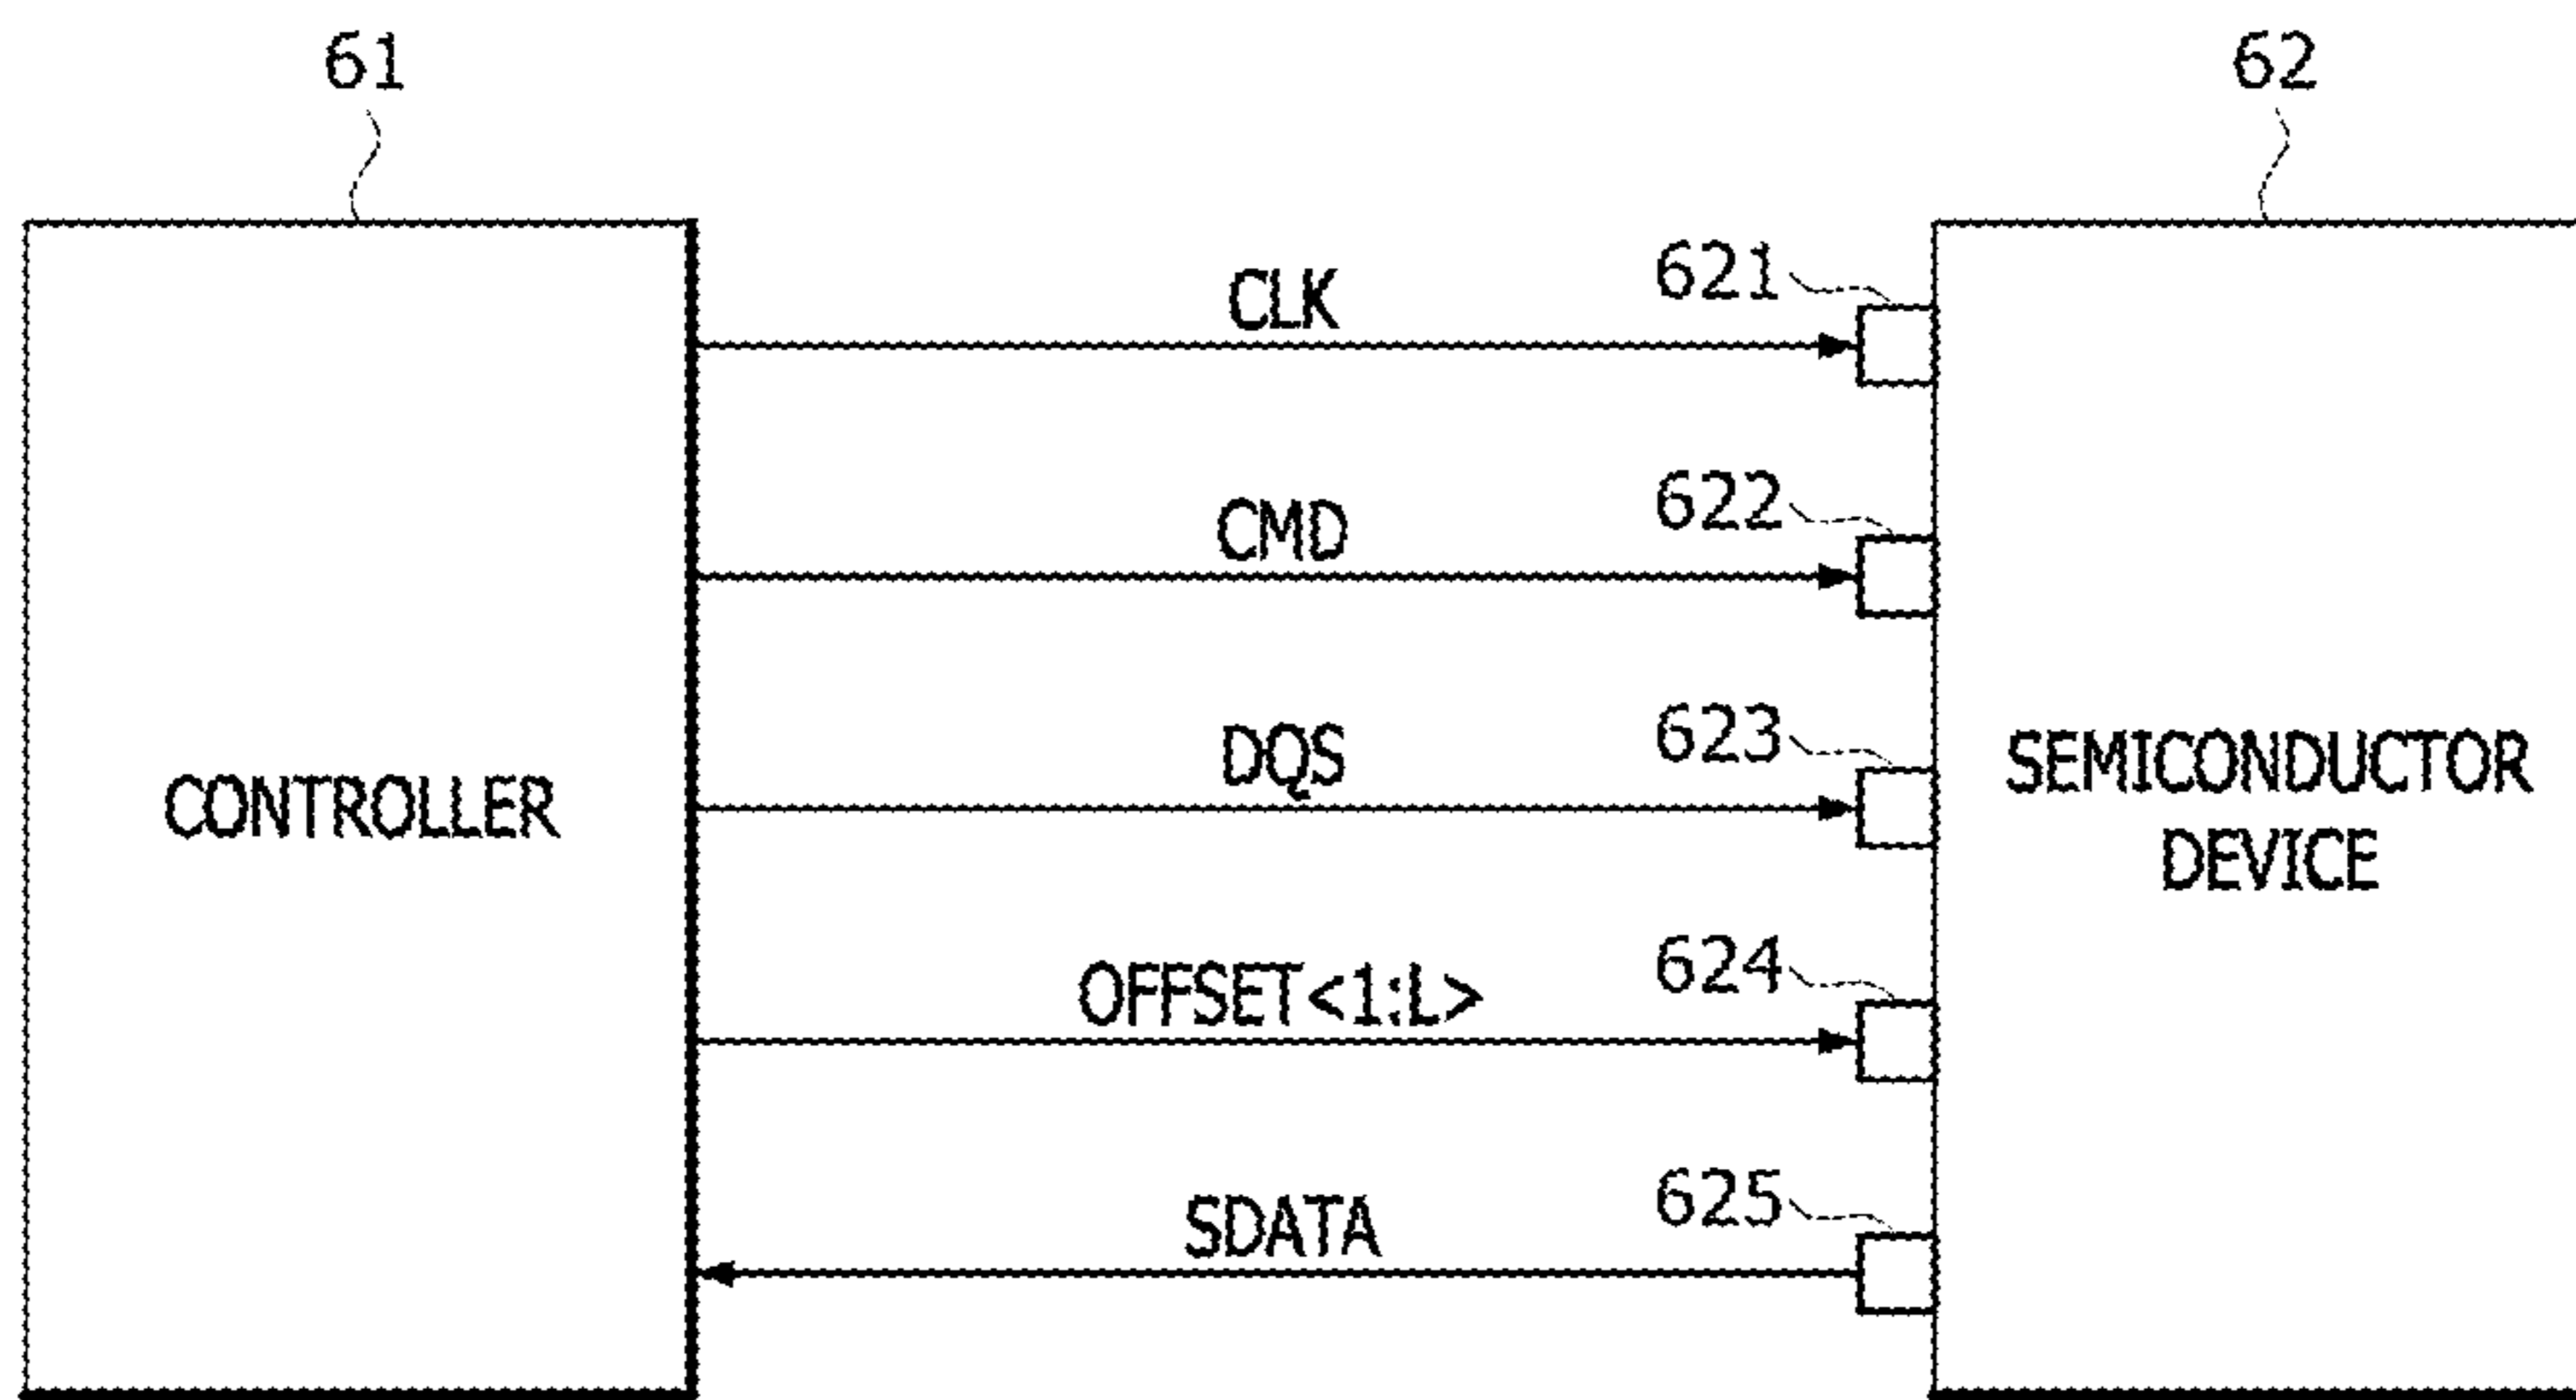 61
62
CLK
621
CMD
622
DQS
623
CONTROLLER
SEMICONDUCTOR
DEVICE
OFFSET<1:L>
624
SDATA
625